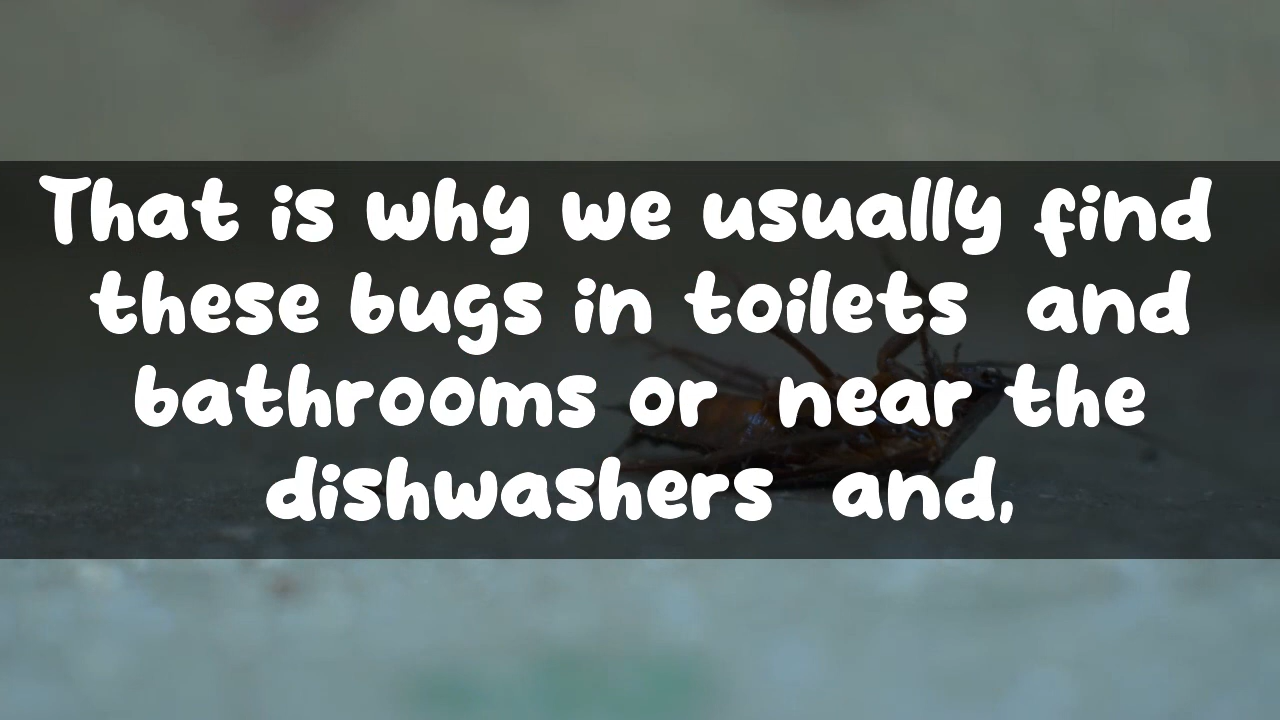 That is why we usually find
these bugs in toilets  and
bathrooms or  near the
dishwashers  and,